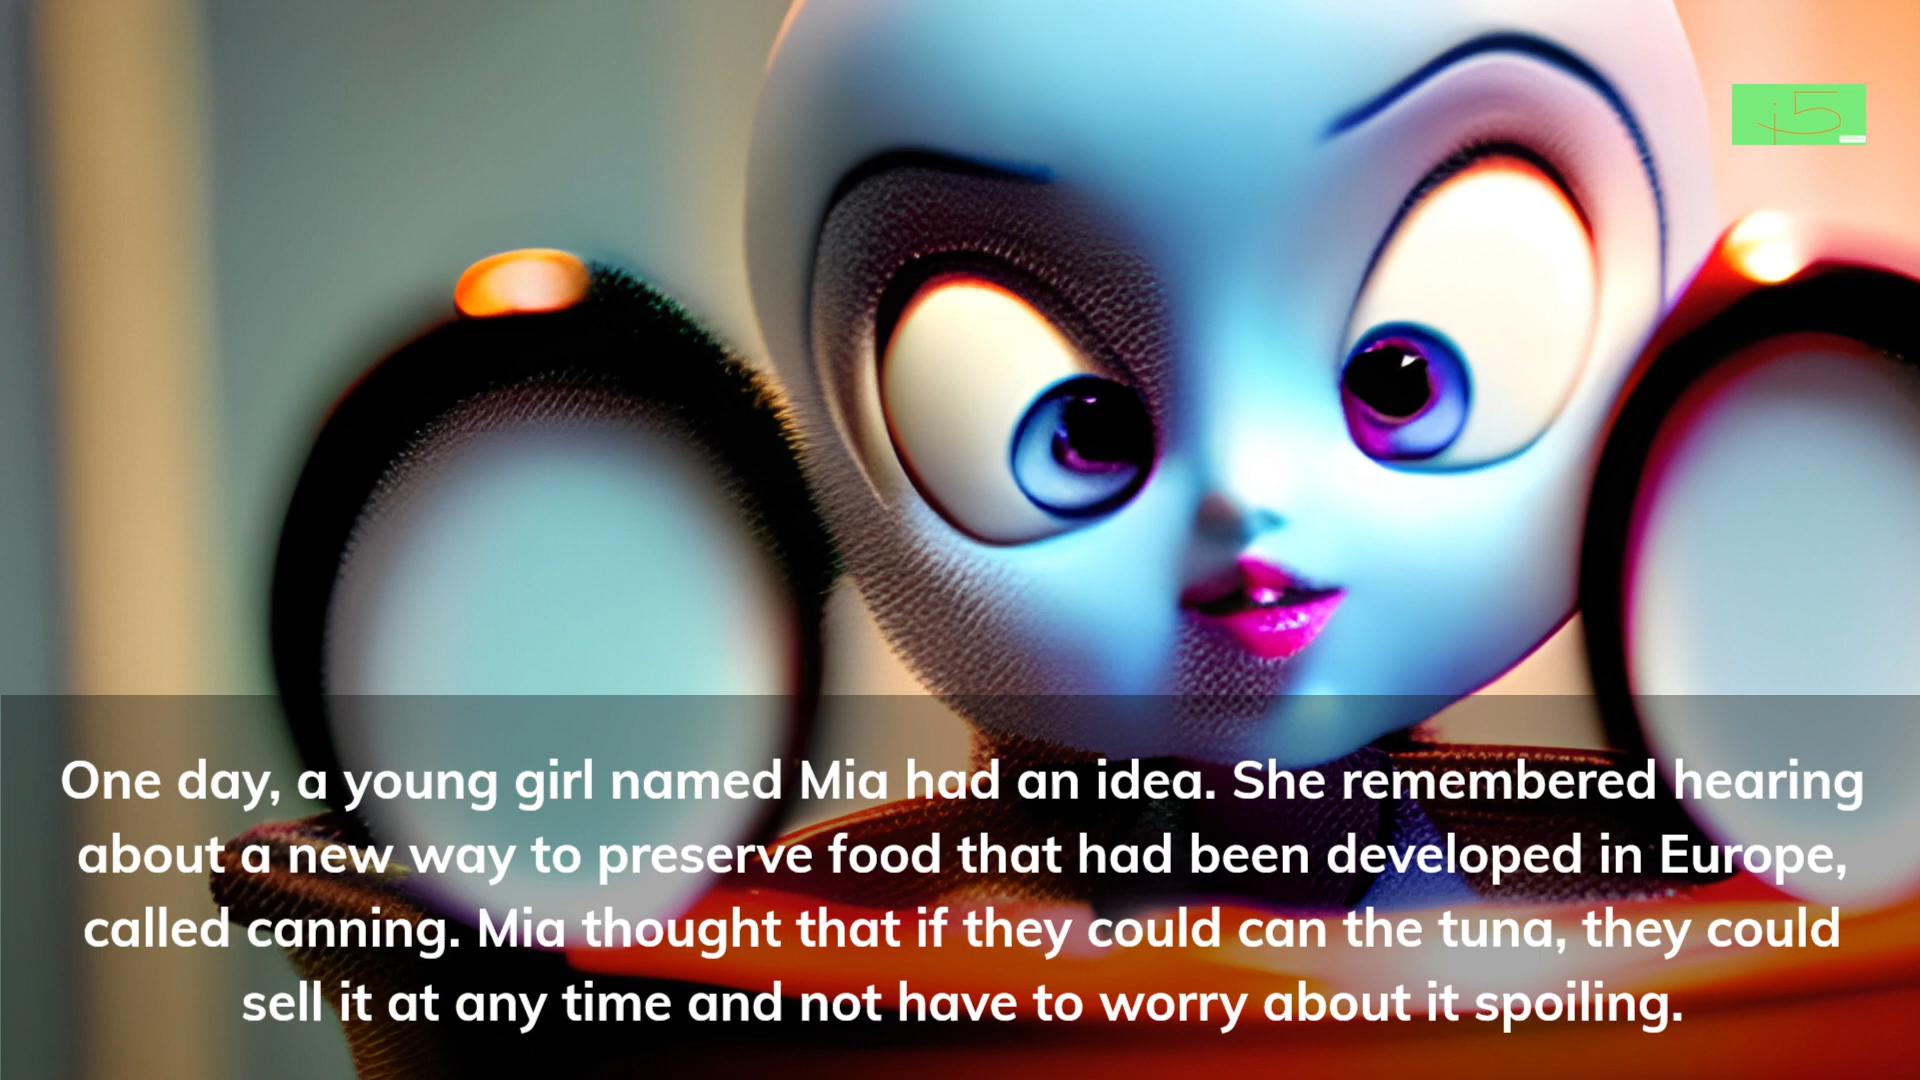 i5
One day, a young girl named Mia had an idea. She remembered hearing
about a new way to preserve food that had been developed in Europe,
called canning. Mia thought that if they could can the tuna, they could
sell it at any time and not have to worry about it spoiling.